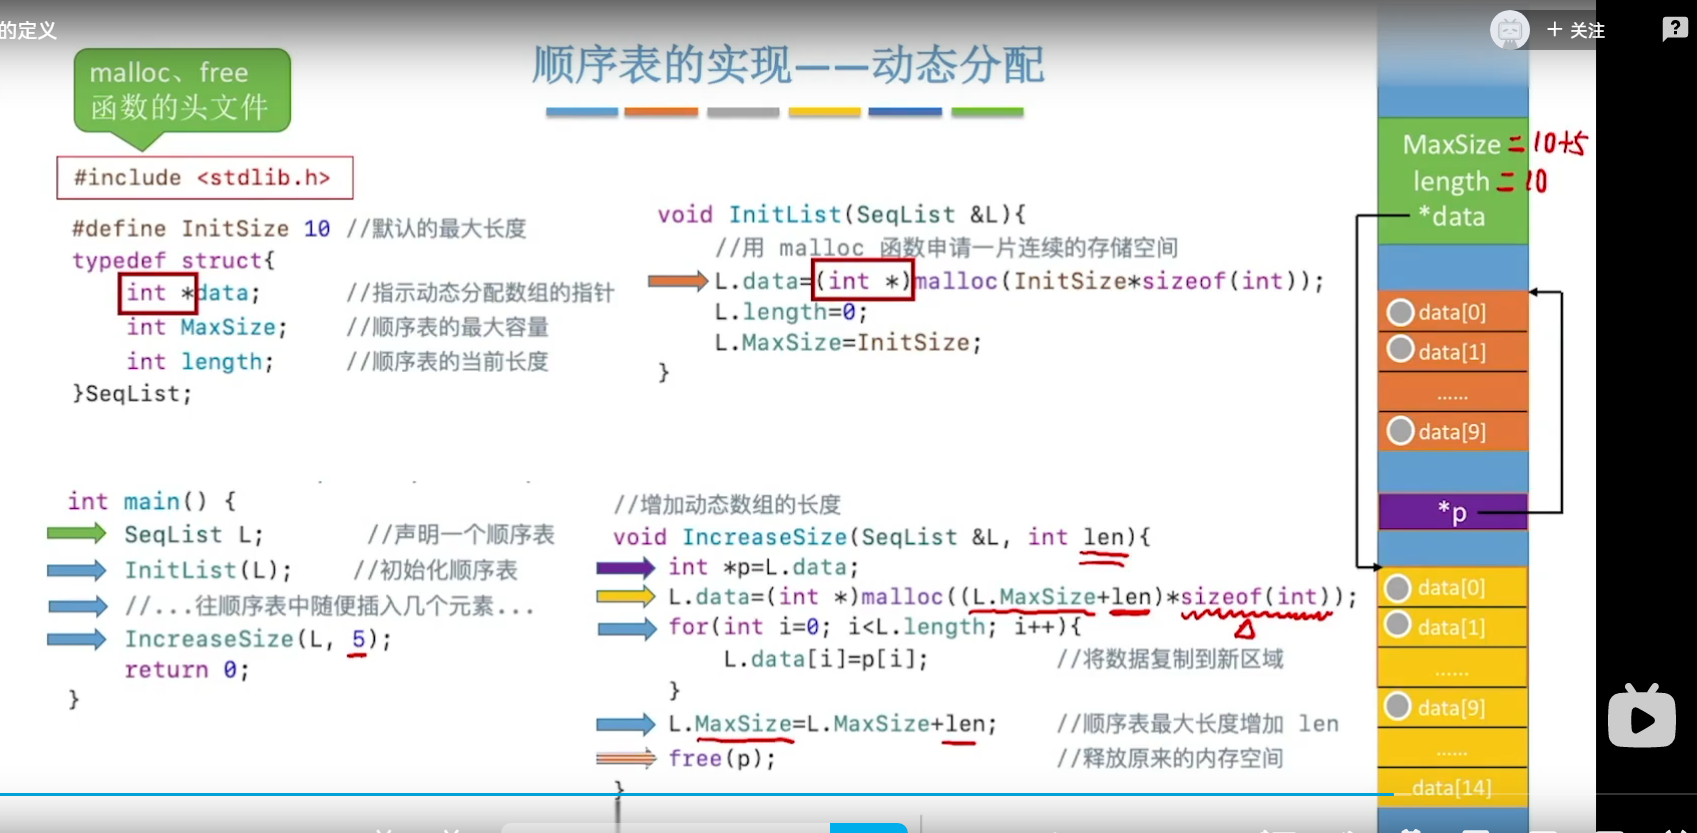 的定义
+ 关注
?
malloc、free
函数的头文件
顺序表的实现——动态分配
#include <stdlib.h>
#define InitSize 10 //默认的最大长度
typedef struct{
int *data; //指示动态分配数组的指针
int MaxSize; //顺序表的最大容量
int length; //顺序表的当前长度
}SeqList;
void InitList(SeqList &L){
//用 malloc 函数申请一片连续的存储空间
L.data=(int *)malloc(InitSize*sizeof(int));
L.length=0;
L.MaxSize=InitSize;
}
int main() {
SeqList L; //声明一个顺序表
InitList(L); //初始化顺序表
//...往顺序表中随便插入几个元素...
IncreaseSize(L, 5);
return 0;
}
//增加动态数组的长度
void IncreaseSize(SeqList &L, int len){
int *p=L.data;
L.data=(int *)malloc((L.MaxSize+len)*sizeof(int));
for(int i=0; i<L.length; i++){
L.data[i]=p[i]; //将数据复制到新区域
}
L.MaxSize=L.MaxSize+len; //顺序表最大长度增加 len
free(p); //释放原来的内存空间
}
MaxSize = 10+5
length = 10
*data
data[0]
data[1]
......
data[9]
*p
data[0]
data[1]
......
data[9]
......
data[14]